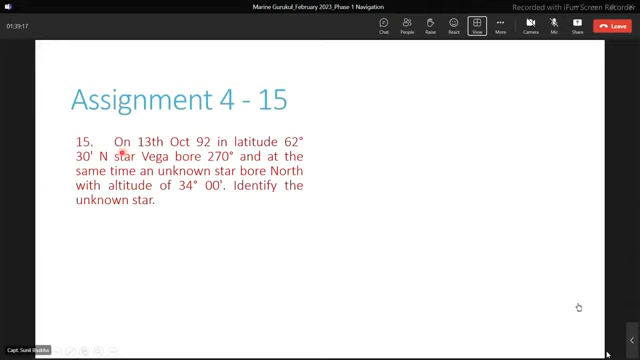 Marine Gurukul_February 2023_Phase 1 Navigation
Recorded with iFun Screen Recorder
01:39:17
Chat
People
Raise
React
View
More
Camera
Mic
Share
Leave
Assignment 4 - 15
15. On 13th Oct 92 in latitude 62°
30' N star Vega bore 270° and at the
same time an unknown star bore North
with altitude of 34° 00'. Identify the
unknown star.
Capt. Sunil Bhabha